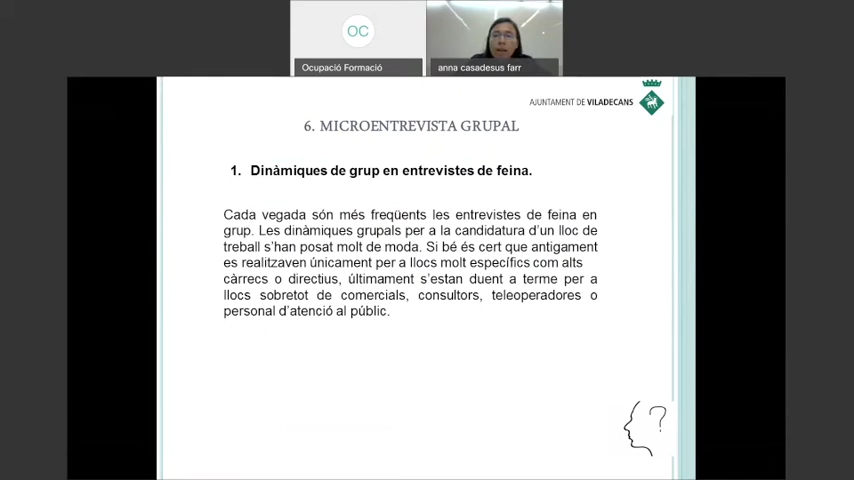 OC
Ocupació Formació
anna casadesus farr
AJUNTAMENT DE VILADECANS
6. MICROENTREVISTA GRUPAL
1. Dinàmiques de grup en entrevistes de feina.
Cada vegada són més freqüents les entrevistes de feina en
grup. Les dinàmiques grupals per a la candidatura d'un lloc de
treball s'han posat molt de moda. Si bé és cert que antigament
es realitzaven únicament per a llocs molt específics com alts
càrrecs o directius, últimament s'estan duent a terme per a
llocs sobretot de comercials, consultors, teleoperadores o
personal d'atenció al públic.
?